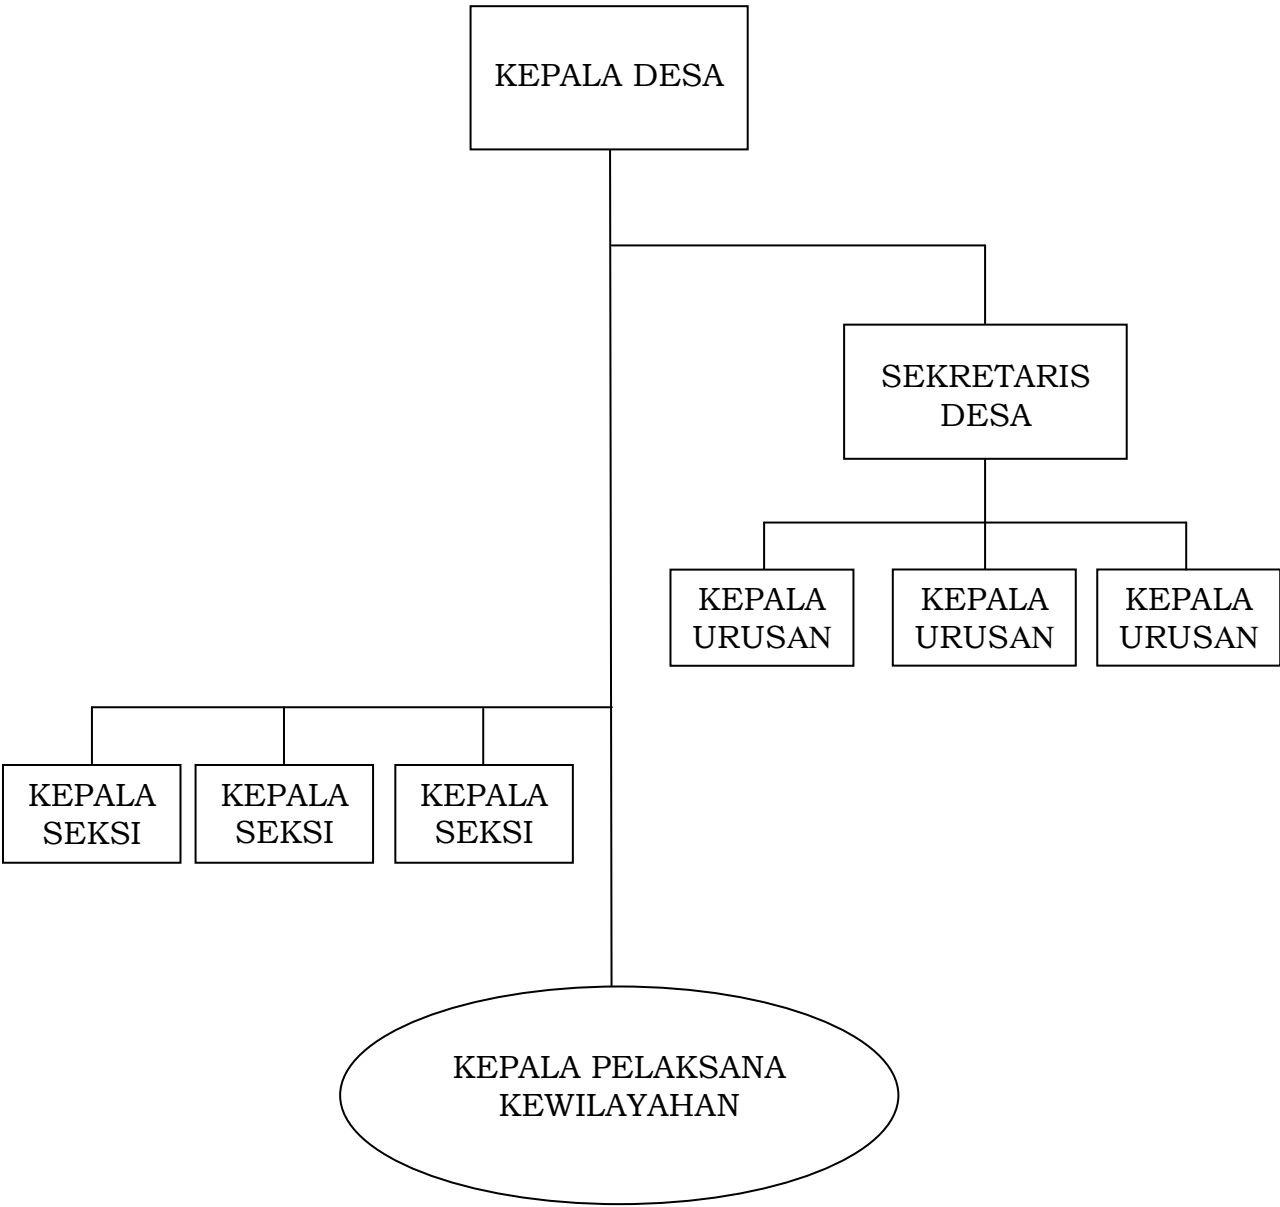 KEPALA DESA
SEKRETARIS
DESA
KEPALA
URUSAN
KEPALA
URUSAN
KEPALA
URUSAN
KEPALA
SEKSI
KEPALA
SEKSI
KEPALA
SEKSI
KEPALA PELAKSANA
KEWILAYAHAN